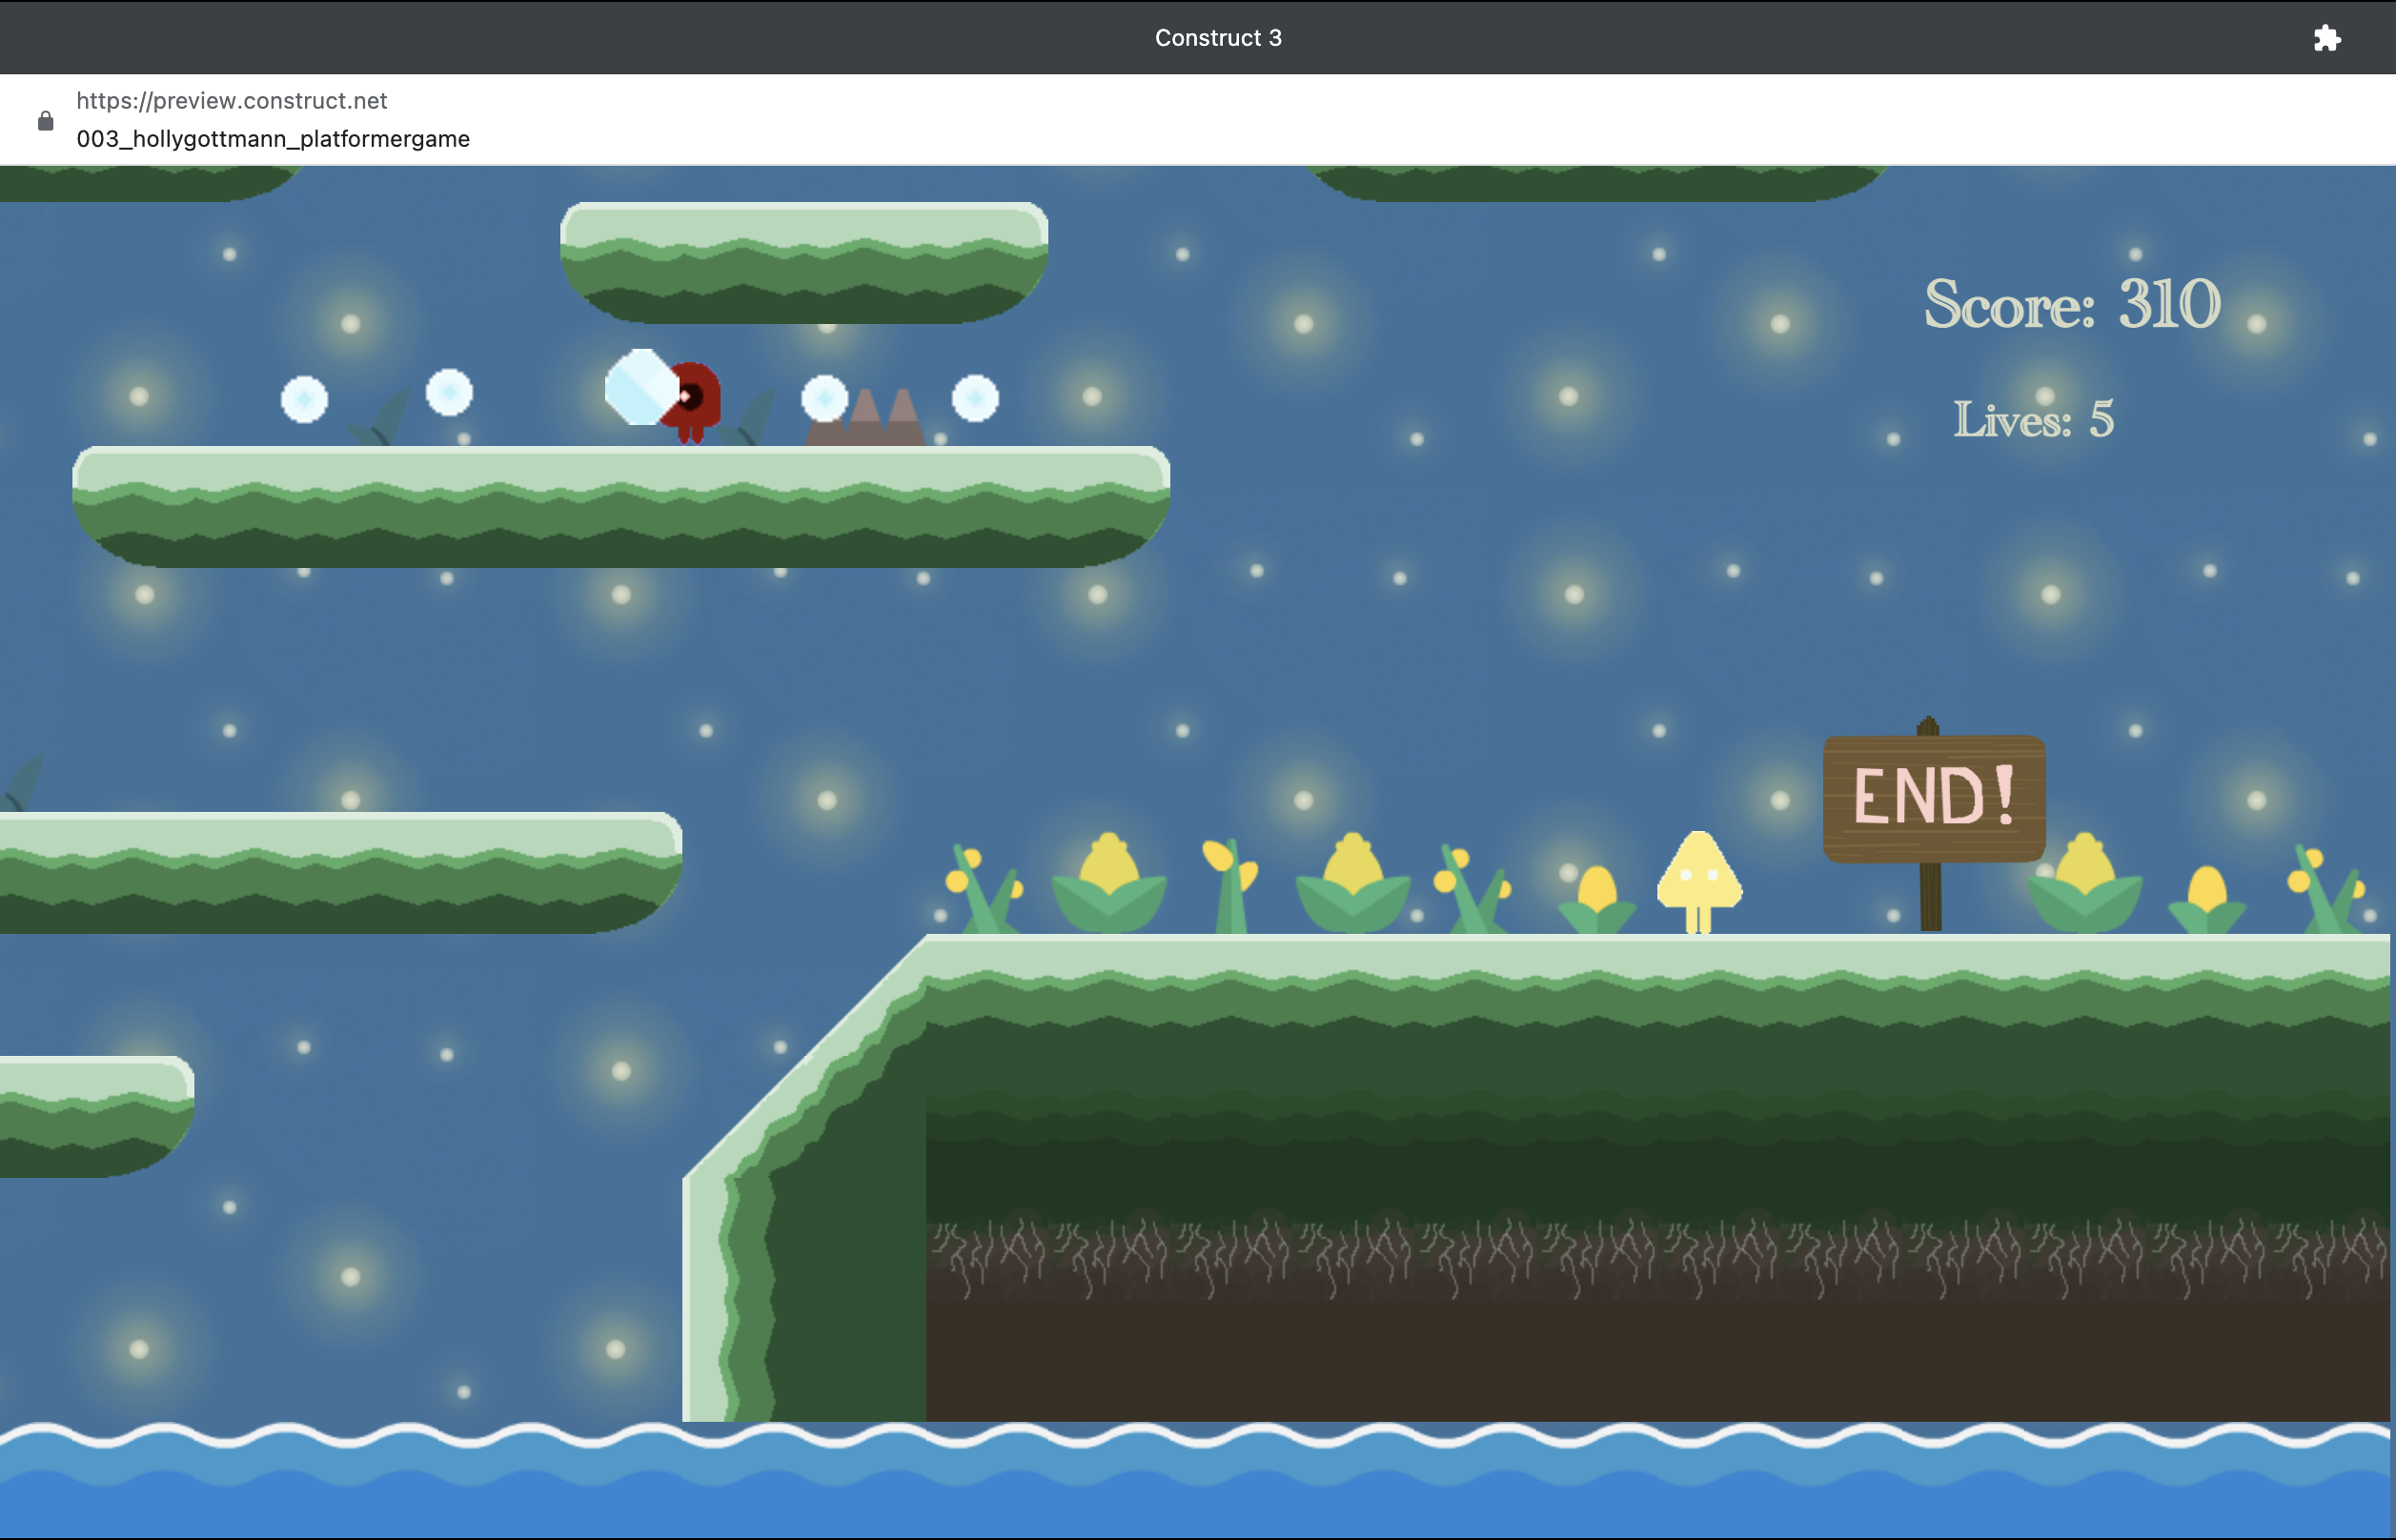 Construct 3
https://preview.construct.net
003_hollygottmann_platformergame
Score: 310
Lives: 5
END!